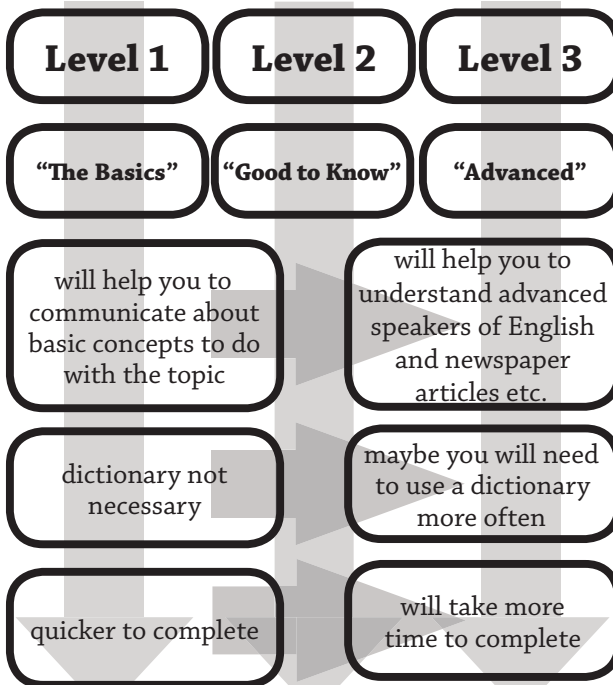 Level 1
Level 2
Level 3
“The Basics”
“Good to Know”
“Advanced”
will help you to
communicate about
basic concepts to do
with the topic
will help you to
understand advanced
speakers of English
and newspaper
articles etc.
dictionary not
necessary
maybe you will need
to use a dictionary
more often
quicker to complete
will take more
time to complete